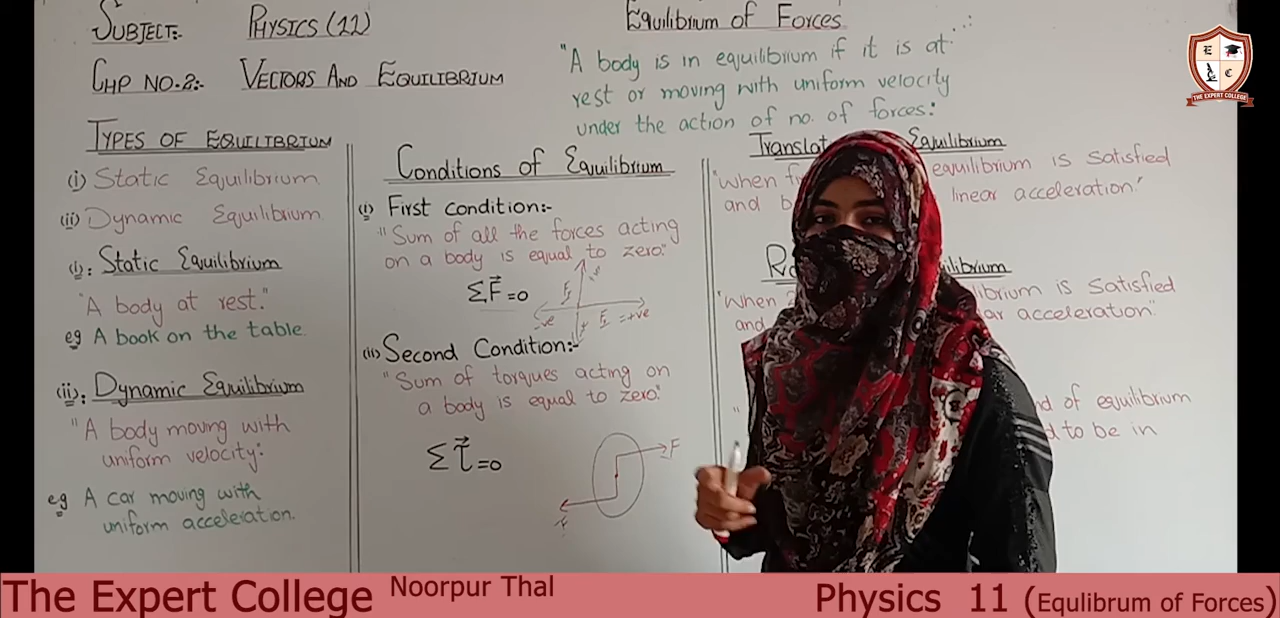 SUBJECT:- PHYSICS (11)
CHP NO.2:- VECTORS AND EQUILIBRIUM
TYPES OF EQUILIBRIUM
(i) Static Equilibrium
(ii) Dynamic Equilibrium
(i): Static Equilibrium
"A body at rest."
eg A book on the table.
(ii): Dynamic Equilibrium
"A body moving with
uniform velocity:
eg A car moving with
uniform acceleration.
Conditions of Equilibrium
(i) First condition:-
"Sum of all the forces acting
on a body is equal to zero."
ΣF⃗=0
-ve
=+ve
(ii) Second Condition:-
"Sum of torques acting on
a body is equal to zero."
Στ⃗=0
F
Equilibrium of Forces
"A body is in equilibrium if it is at
rest or moving with uniform velocity
under the action of no. of forces:
Equilibrium
"When equilibrium is satisfied
and linear acceleration."
"When is satisfied
and acceleration"
of equilibrium
to be in
E
C
THE EXPERT COLLEGE
The Expert College Noorpur Thal Physics 11 (Equlibrum of Forces)